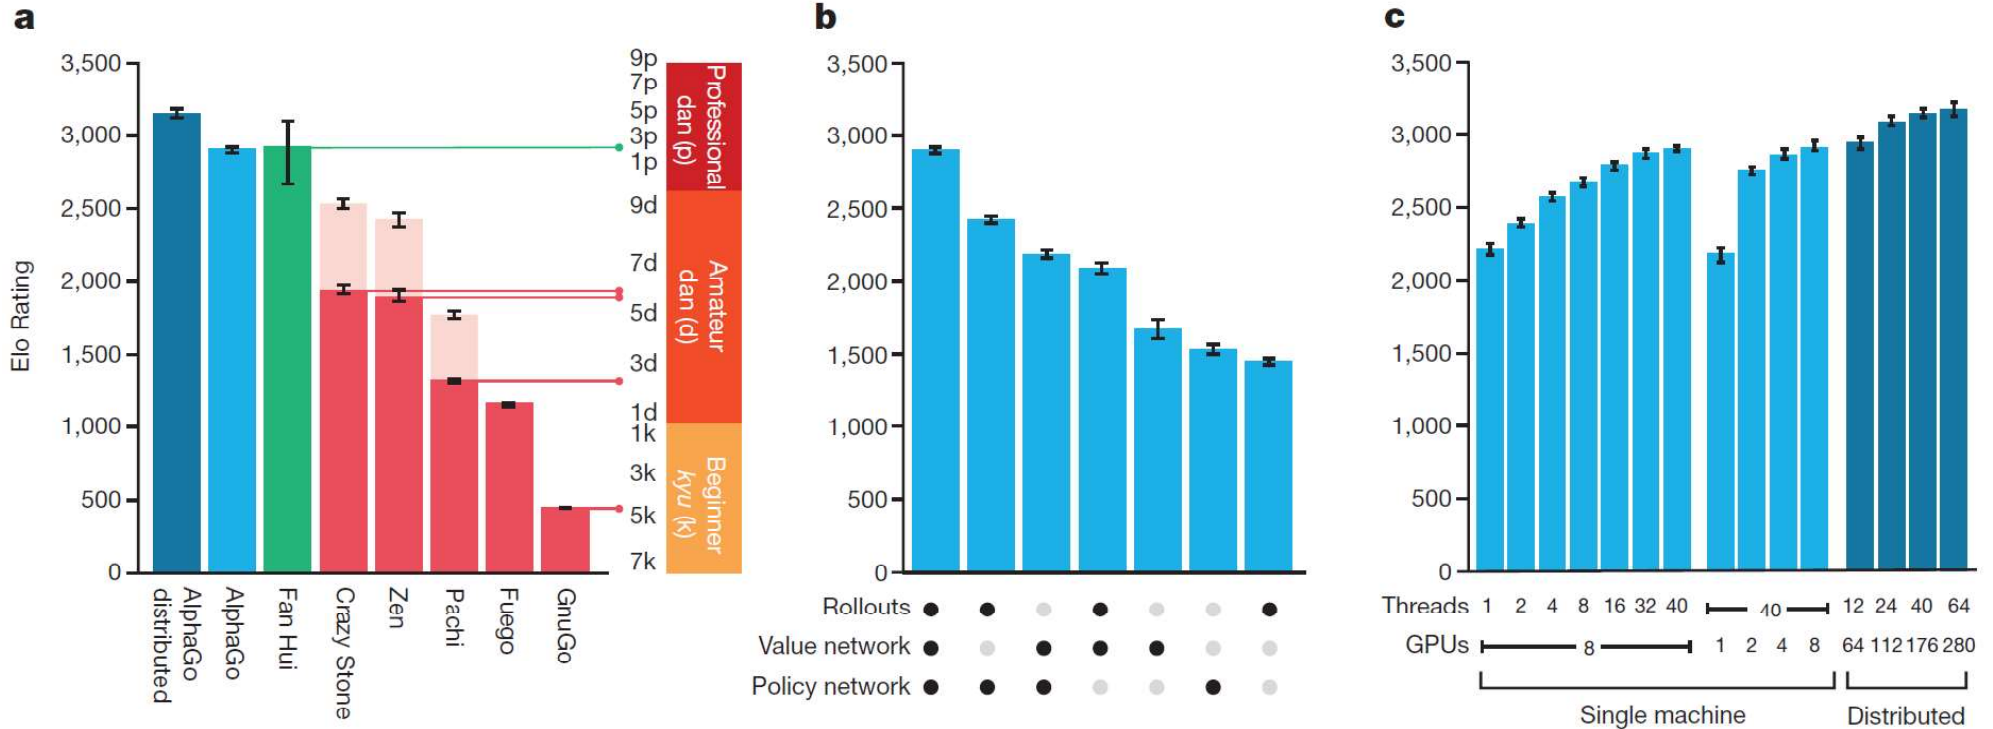 a
Elo Rating
3,500
3,000
2,500
2,000
1,500
1,000
500
0
AlphaGo
distributed
AlphaGo
Fan Hui
Crazy Stone
Zen
Pachi
Fuego
GnuGo
9p
7p
5p
3p
1p
9d
7d
5d
3d
1d
1k
3k
5k
7k
Professional
dan (p)
Amateur
dan (d)
Beginner
kyu (k)
b
3,500
3,000
2,500
2,000
1,500
1,000
500
0
Rollouts
Value network
Policy network
c
3,500
3,000
2,500
2,000
1,500
1,000
500
0
Threads 1 2 4 8 16 32 40 40 12 24 40 64
GPUs 8 1 2 4 8 64 112 176 280
Single machine Distributed